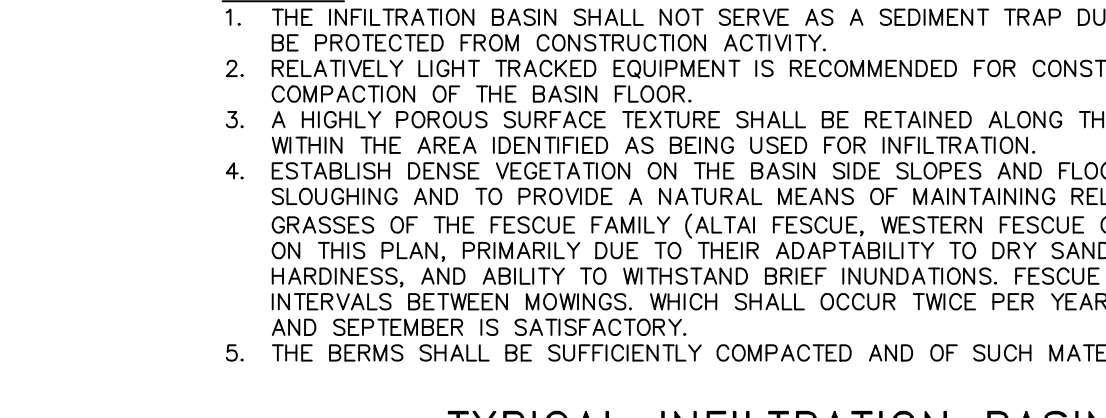 1. THE INFILTRATION BASIN SHALL NOT SERVE AS A SEDIMENT TRAP DU
BE PROTECTED FROM CONSTRUCTION ACTIVITY.
2. RELATIVELY LIGHT TRACKED EQUIPMENT IS RECOMMENDED FOR CONST
COMPACTION OF THE BASIN FLOOR.
3. A HIGHLY POROUS SURFACE TEXTURE SHALL BE RETAINED ALONG TH
WITHIN THE AREA IDENTIFIED AS BEING USED FOR INFILTRATION.
4. ESTABLISH DENSE VEGETATION ON THE BASIN SIDE SLOPES AND FLOO
SLOUGHING AND TO PROVIDE A NATURAL MEANS OF MAINTAINING REL
GRASSES OF THE FESCUE FAMILY (ALTAI FESCUE, WESTERN FESCUE
ON THIS PLAN, PRIMARILY DUE TO THEIR ADAPTABILITY TO DRY SAND
HARDINESS, AND ABILITY TO WITHSTAND BRIEF INUNDATIONS. FESCUE
INTERVALS BETWEEN MOWINGS. WHICH SHALL OCCUR TWICE PER YEAR
AND SEPTEMBER IS SATISFACTORY.
5. THE BERMS SHALL BE SUFFICIENTLY COMPACTED AND OF SUCH MATE
TYPICAL INFILTRATION BASIN